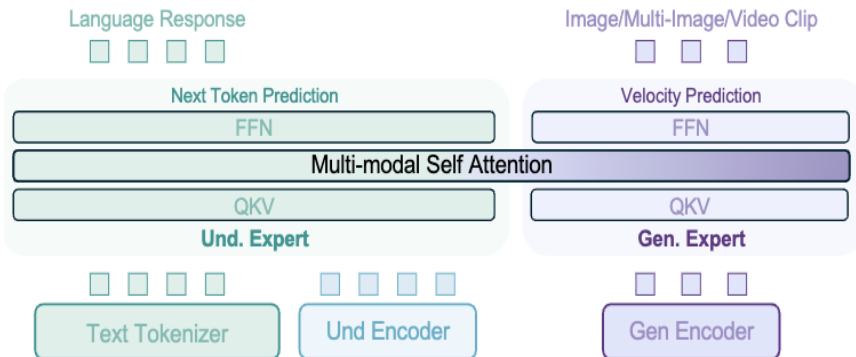 Language Response
Image/Multi-Image/Video Clip
Next Token Prediction
Velocity Prediction
FFN
FFN
Multi-modal Self Attention
QKV
QKV
Und. Expert
Gen. Expert
Text Tokenizer
Und Encoder
Gen Encoder